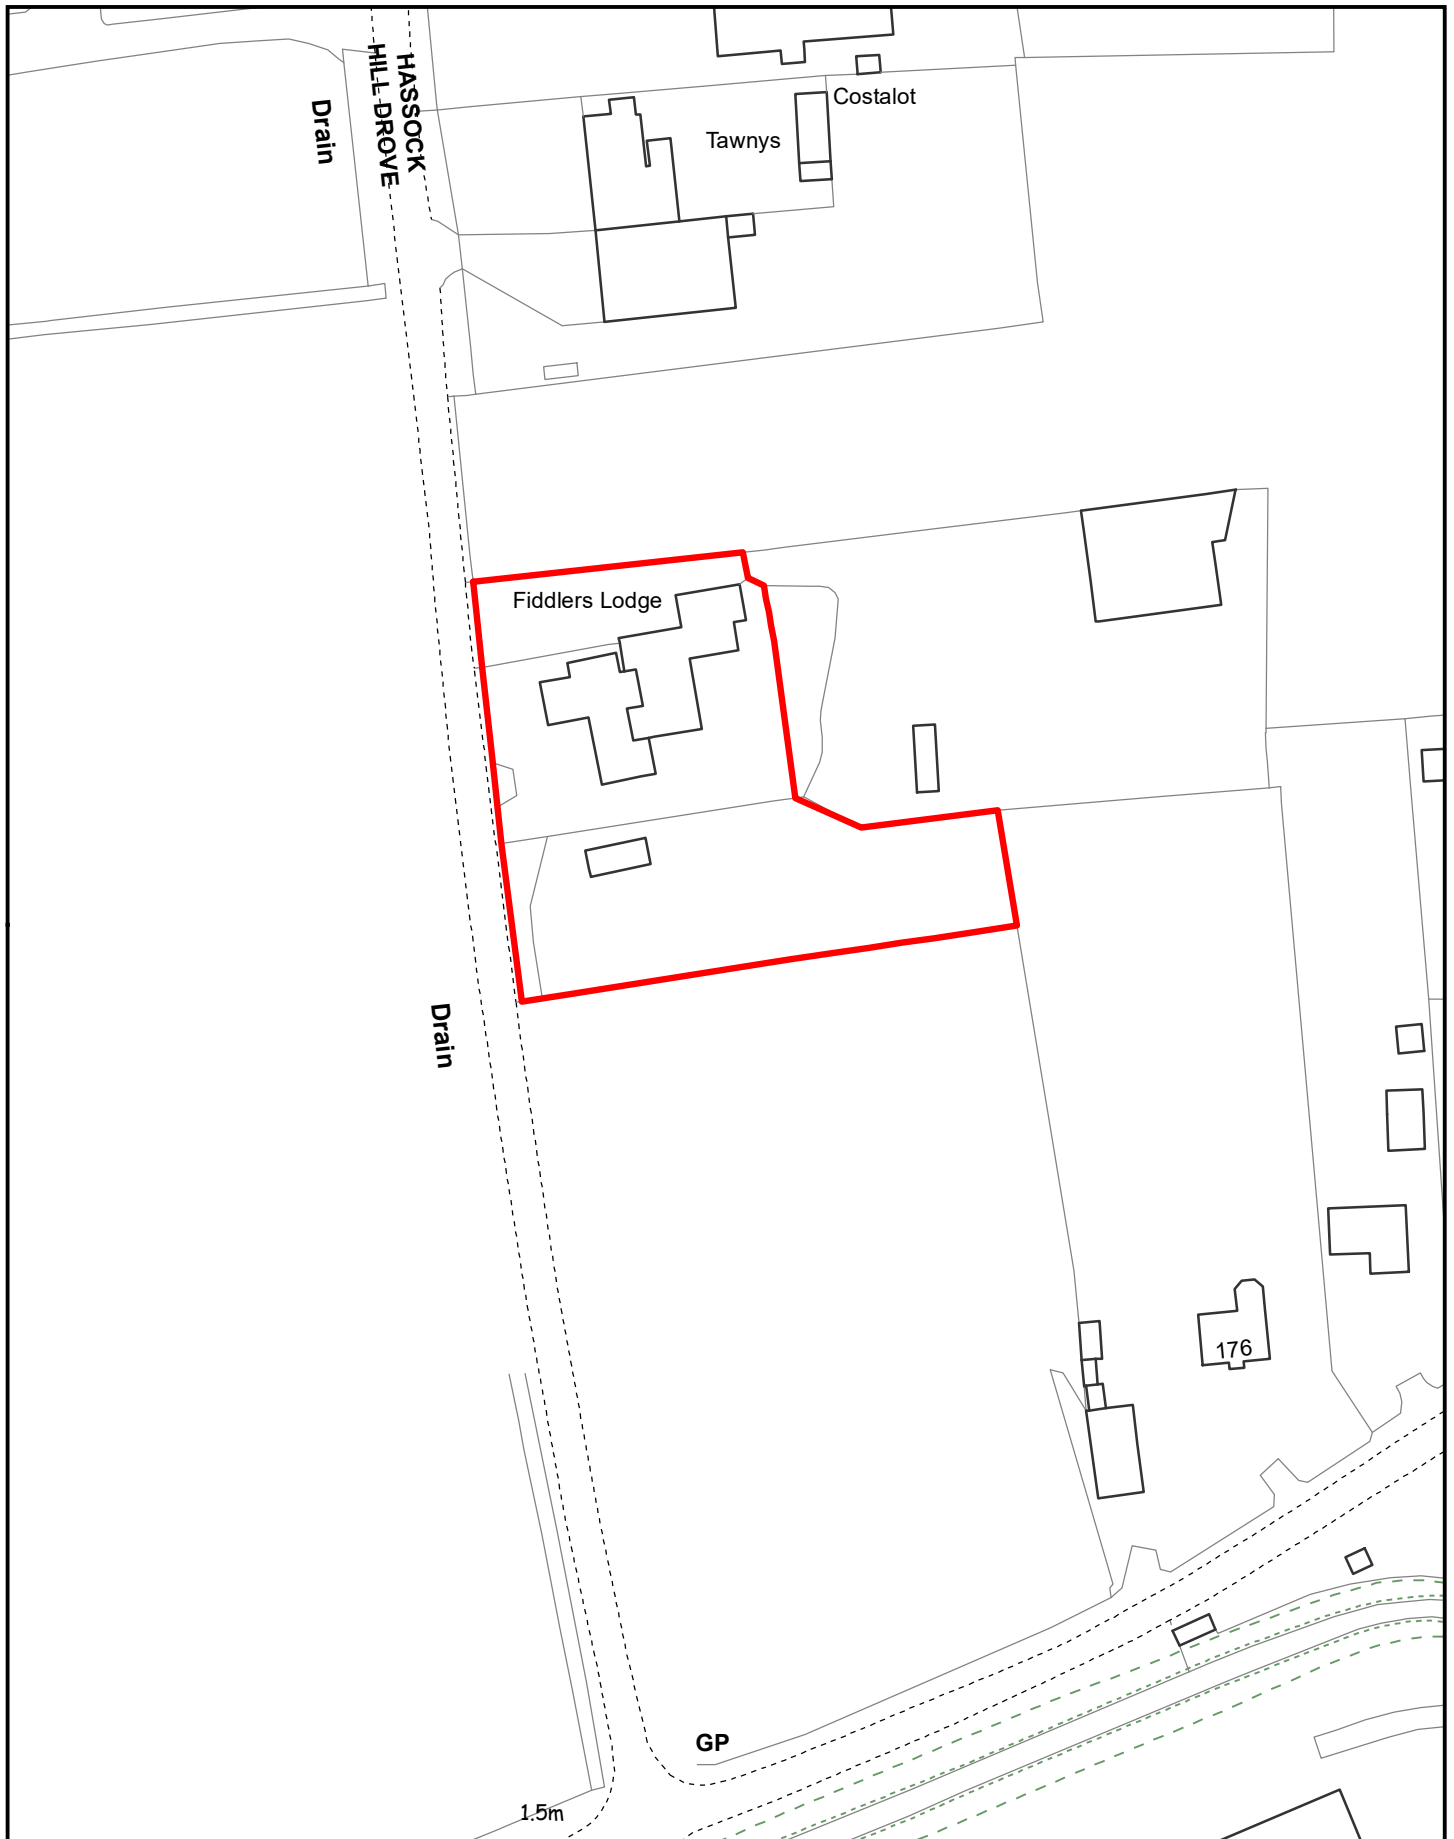 HASSOCK
HILL DROVE
Drain
Costalot
Tawnys
Fiddlers Lodge
Drain
176
GP
1.5m